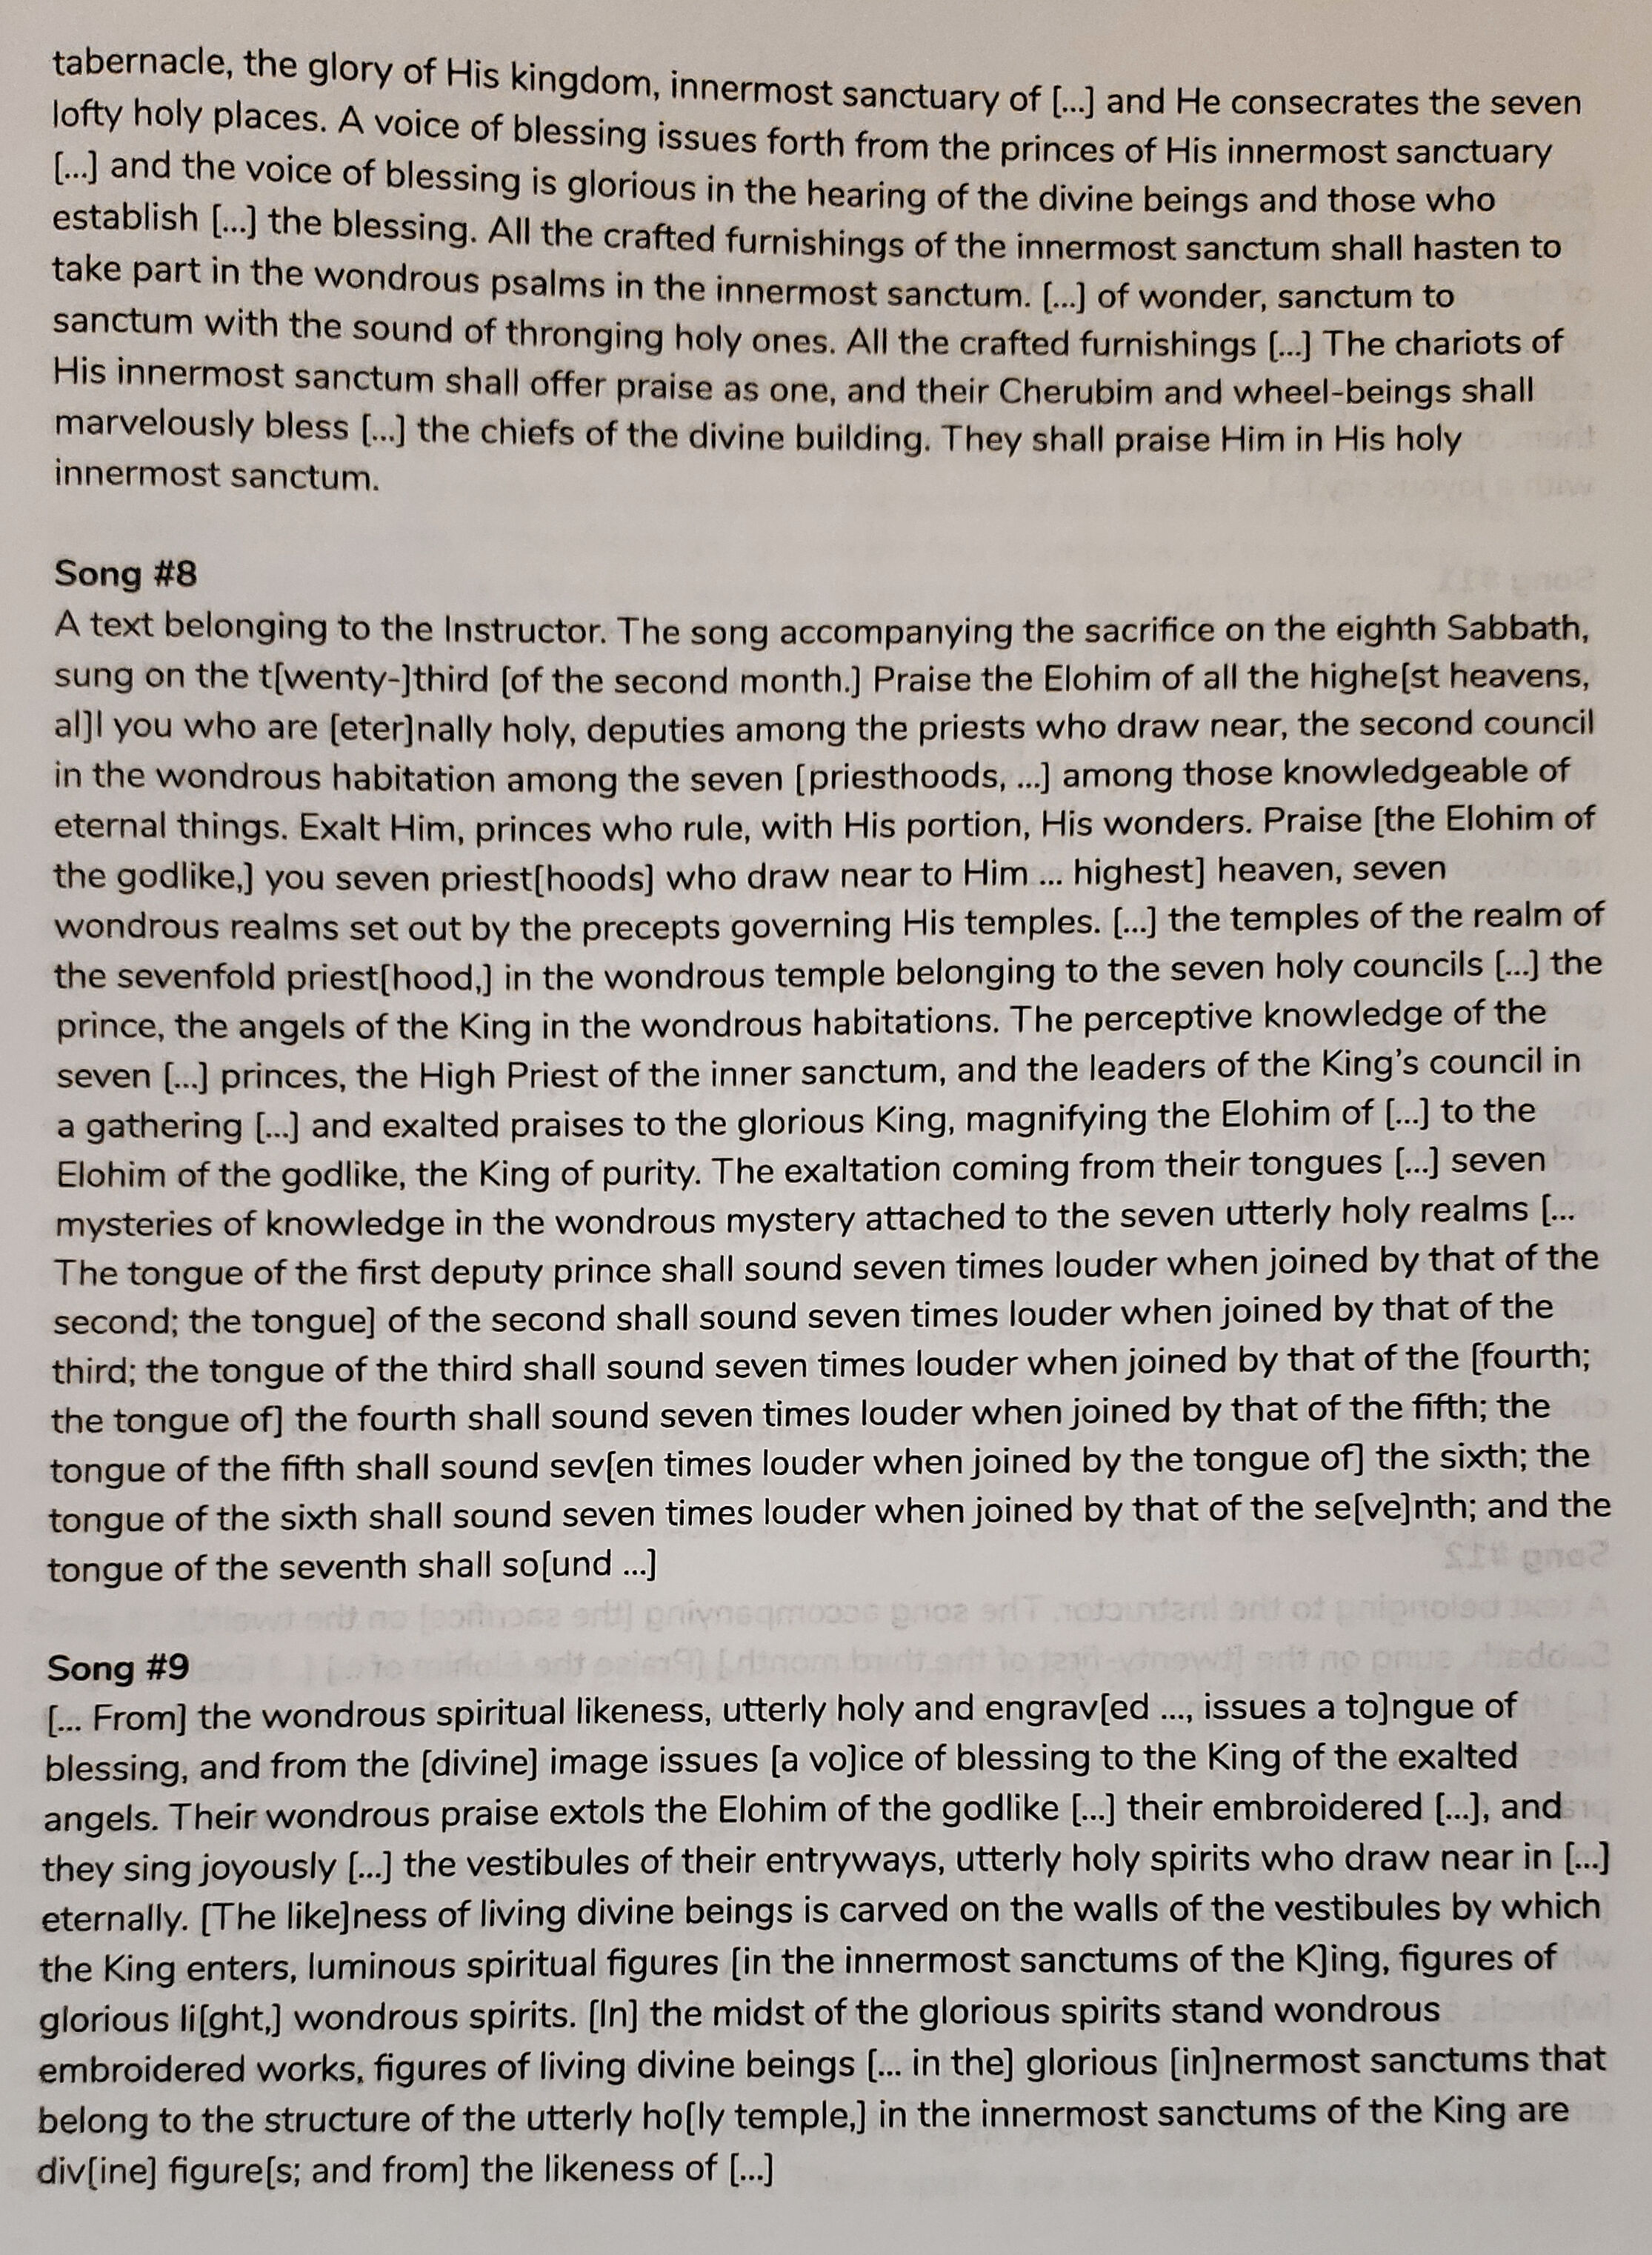 tabernacle, the glory of His kingdom, innermost sanctuary of [...] and He consecrates the seven
lofty holy places. A voice of blessing issues forth from the princes of His innermost sanctuary
[...] and the voice of blessing is glorious in the hearing of the divine beings and those who
establish [...] the blessing. All the crafted furnishings of the innermost sanctum shall hasten to
take part in the wondrous psalms in the innermost sanctum. [...] of wonder, sanctum to
sanctum with the sound of thronging holy ones. All the crafted furnishings [...] The chariots of
His innermost sanctum shall offer praise as one, and their Cherubim and wheel-beings shall
marvelously bless [...] the chiefs of the divine building. They shall praise Him in His holy
innermost sanctum.
Song #8
A text belonging to the Instructor. The song accompanying the sacrifice on the eighth Sabbath,
sung on the t[wenty-]third [of the second month.] Praise the Elohim of all the highe[st heavens,
al]l you who are [eter]nally holy, deputies among the priests who draw near, the second council
in the wondrous habitation among the seven [priesthoods, ...] among those knowledgeable of
eternal things. Exalt Him, princes who rule, with His portion, His wonders. Praise [the Elohim of
the godlike,] you seven priest[hoods] who draw near to Him ... highest] heaven, seven
wondrous realms set out by the precepts governing His temples. [...] the temples of the realm of
the sevenfold priest[hood,] in the wondrous temple belonging to the seven holy councils [...] the
prince, the angels of the King in the wondrous habitations. The perceptive knowledge of the
seven [...] princes, the High Priest of the inner sanctum, and the leaders of the King's council in
a gathering [...] and exalted praises to the glorious King, magnifying the Elohim of [...] to the
Elohim of the godlike, the King of purity. The exaltation coming from their tongues [...] seven
mysteries of knowledge in the wondrous mystery attached to the seven utterly holy realms [...
The tongue of the first deputy prince shall sound seven times louder when joined by that of the
second; the tongue] of the second shall sound seven times louder when joined by that of the
third; the tongue of the third shall sound seven times louder when joined by that of the [fourth;
the tongue of] the fourth shall sound seven times louder when joined by that of the fifth; the
tongue of the fifth shall sound sev[en times louder when joined by the tongue of] the sixth; the
tongue of the sixth shall sound seven times louder when joined by that of the se[ve]nth; and the
tongue of the seventh shall so[und ...]
Song #9
[... From] the wondrous spiritual likeness, utterly holy and engrav[ed ..., issues a to]ngue of
blessing, and from the [divine] image issues [a vo]ice of blessing to the King of the exalted
angels. Their wondrous praise extols the Elohim of the godlike [...] their embroidered [...], and
they sing joyously [...] the vestibules of their entryways, utterly holy spirits who draw near in [...]
eternally. [The like]ness of living divine beings is carved on the walls of the vestibules by which
the King enters, luminous spiritual figures [in the innermost sanctums of the K]ing, figures of
glorious li[ght,] wondrous spirits. [In] the midst of the glorious spirits stand wondrous
embroidered works, figures of living divine beings [... in the] glorious [in]nermost sanctums that
belong to the structure of the utterly ho[ly temple,] in the innermost sanctums of the King are
div[ine] figure[s; and from] the likeness of [...]